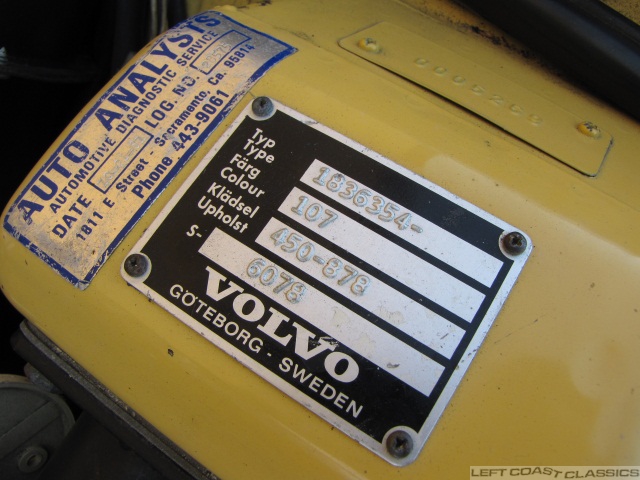 AUTO ANALYSTS
AUTOMOTIVE DIAGNOSTIC SERVICE
DATE LOG. NO.
1811 E Street - Sacramento, Ca. 95814
Phone 443-9061
Typ
Type 1836354-
Färg
Colour 107
Klädsel
Upholst 450-878
S- 6078
VOLVO
GÖTEBORG - SWEDEN
LEFT COAST CLASSICS